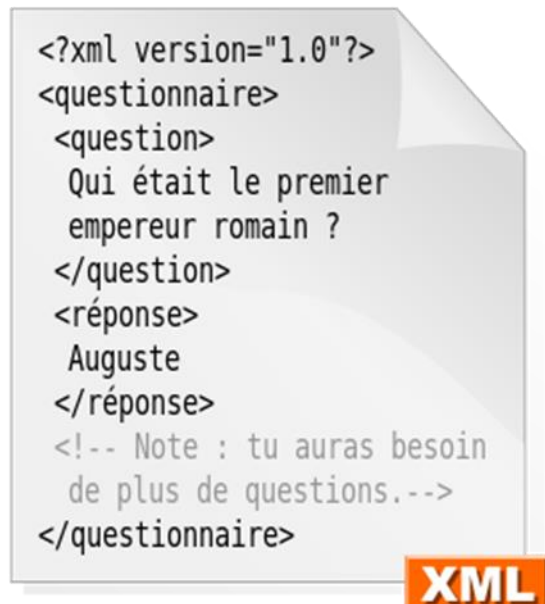 <?xml version="1.0"?>
<questionnaire>
<question>
Qui était le premier
empereur romain ?
</question>
<réponse>
Auguste
</réponse>
<!-- Note : tu auras besoin
de plus de questions.-->
</questionnaire>
XML